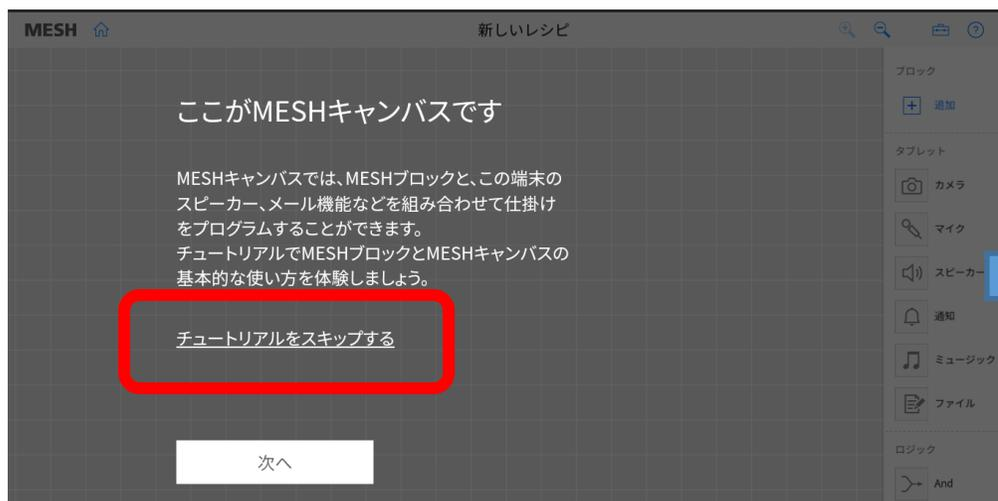 MESH
新しいレシピ
ここがMESHキャンバスです
MESHキャンバスでは、MESHブロックと、この端末の
スピーカー、メール機能などを組み合わせて仕掛け
をプログラムすることができます。
チュートリアルでMESHブロックとMESHキャンバスの
基本的な使い方を体験しましょう。
チュートリアルをスキップする
次へ
ブロック
追加
タブレット
カメラ
マイク
スピーカー
通知
ミュージック
ファイル
ロジック
And